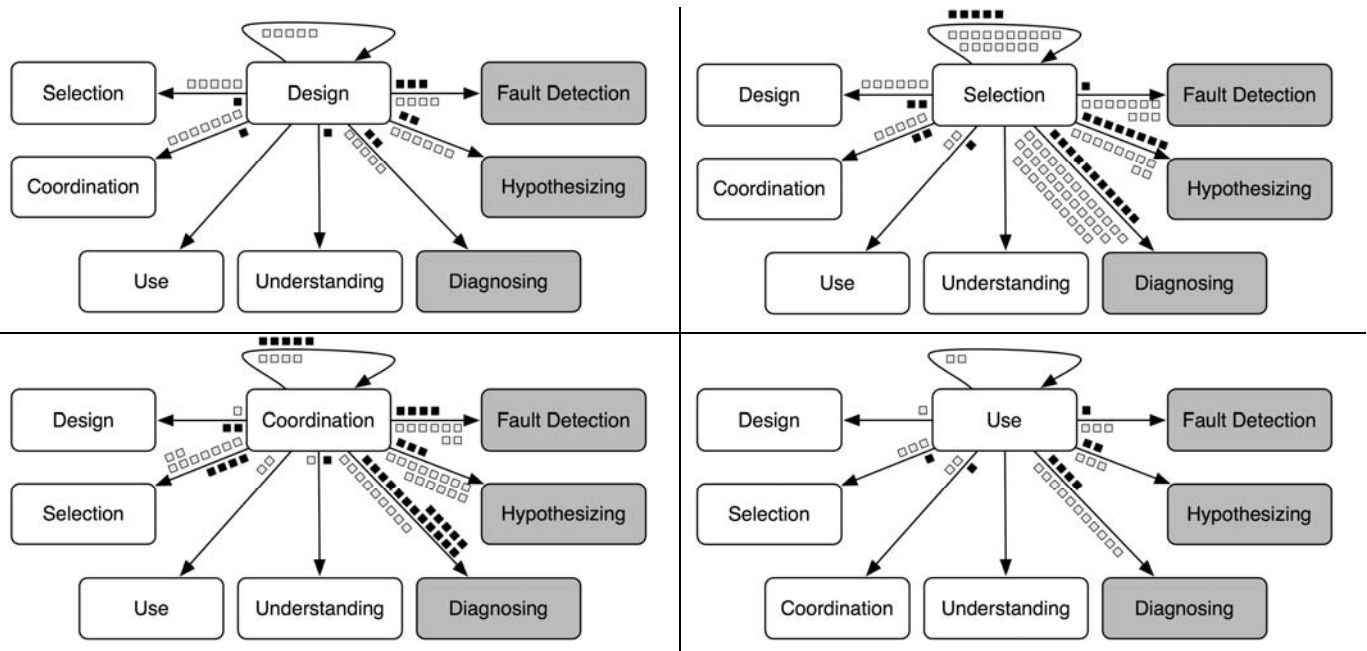 Selection
Design
Fault Detection
Coordination
Hypothesizing
Use
Understanding
Diagnosing
Design
Selection
Fault Detection
Coordination
Hypothesizing
Use
Understanding
Diagnosing
Design
Coordination
Fault Detection
Selection
Hypothesizing
Use
Understanding
Diagnosing
Design
Use
Fault Detection
Selection
Hypothesizing
Coordination
Understanding
Diagnosing